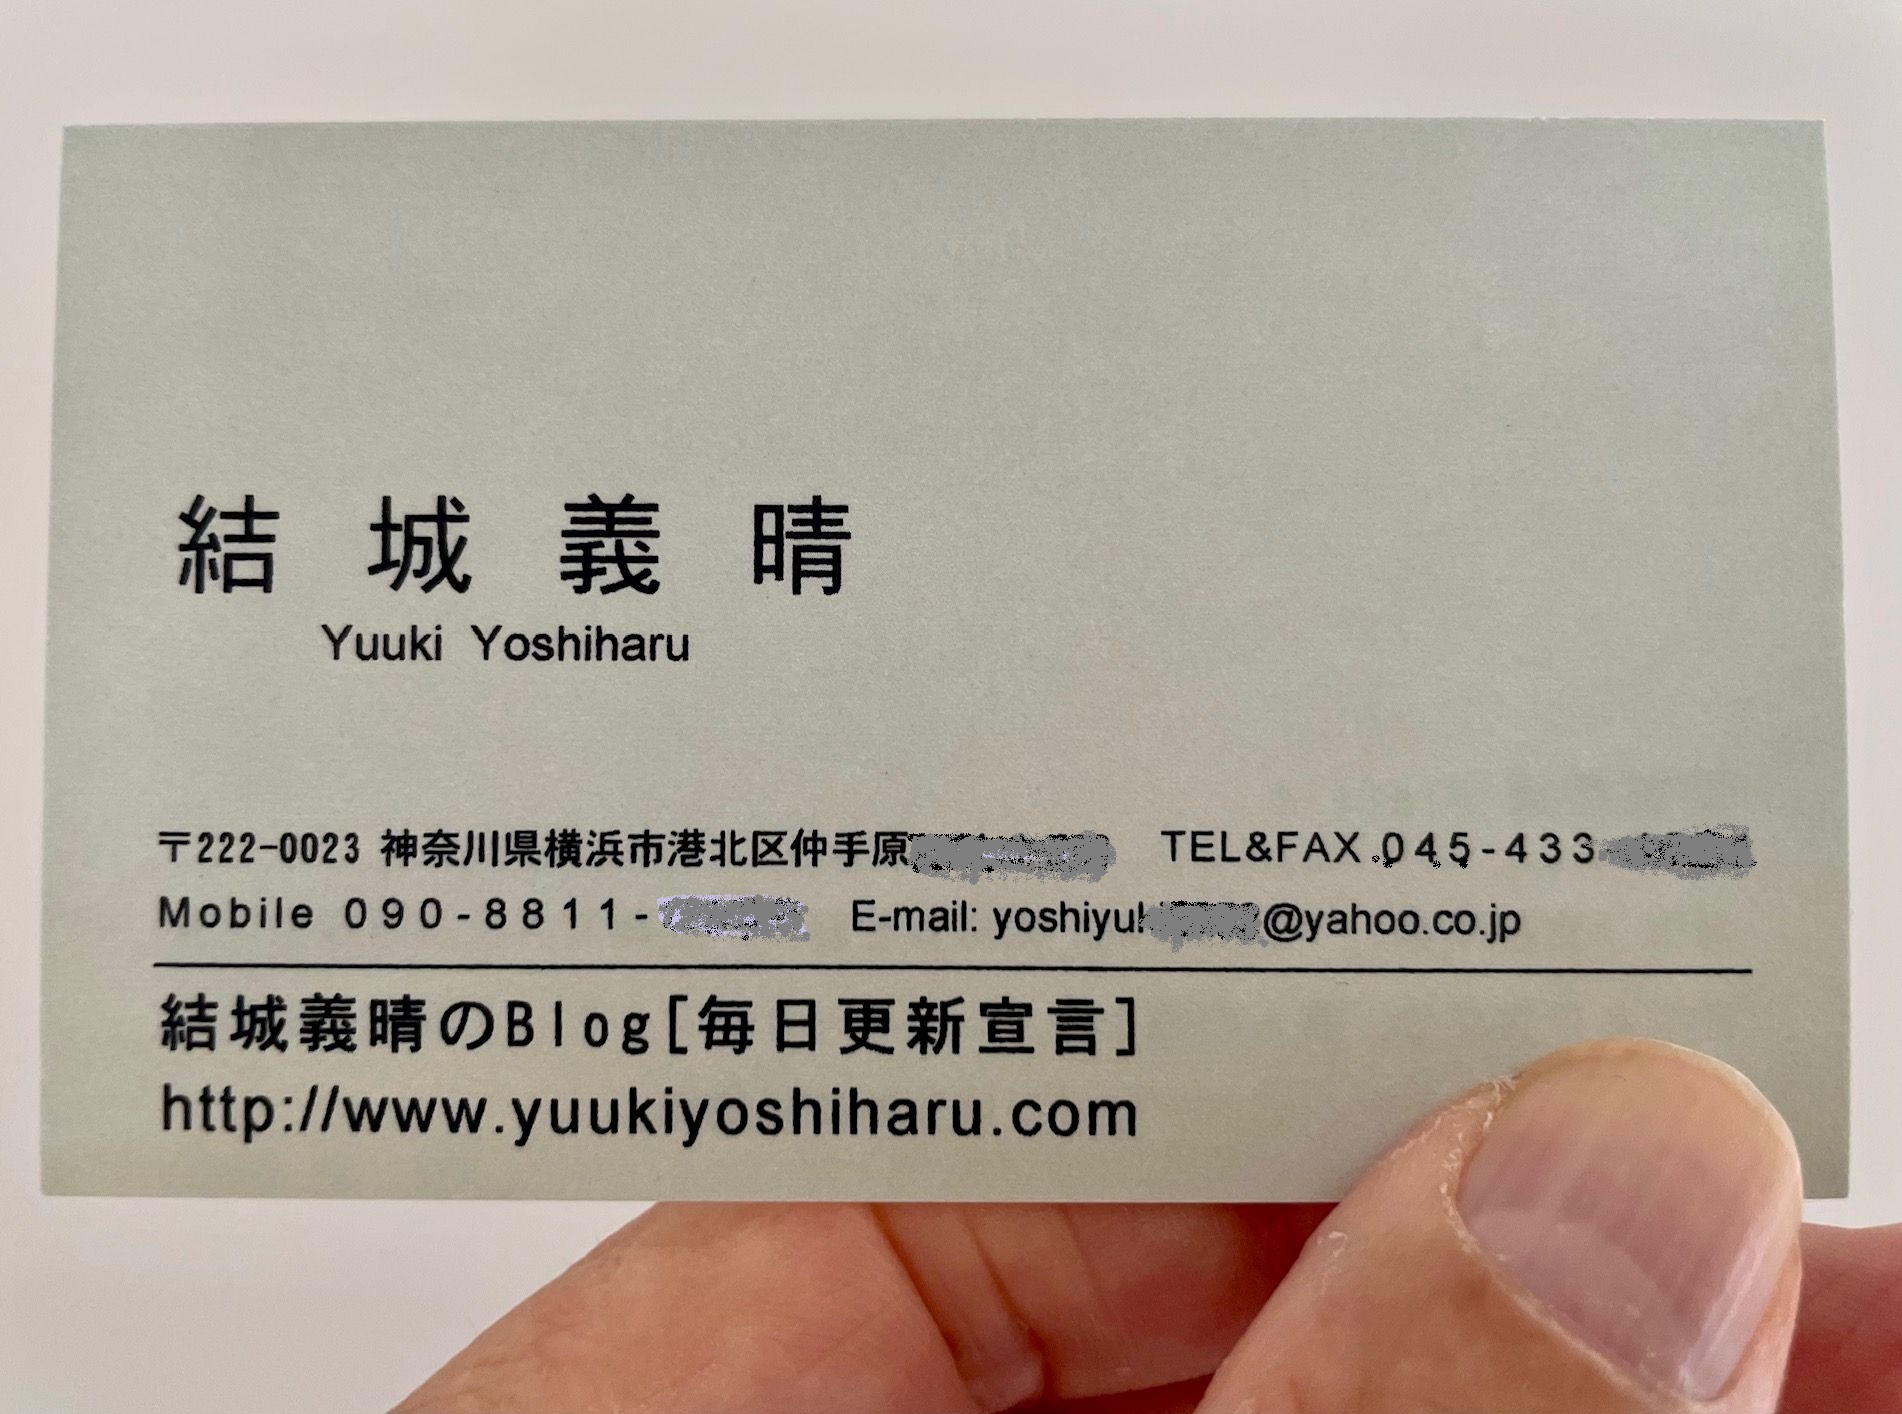 結城義晴
Yuuki Yoshiharu
〒222-0023 神奈川県横浜市港北区仲手原 TEL&FAX.045-433
Mobile 090-8811- E-mail: yoshiyuk @yahoo.co.jp
結城義晴のBlog[毎日更新宣言]
http://www.yuukiyoshiharu.com